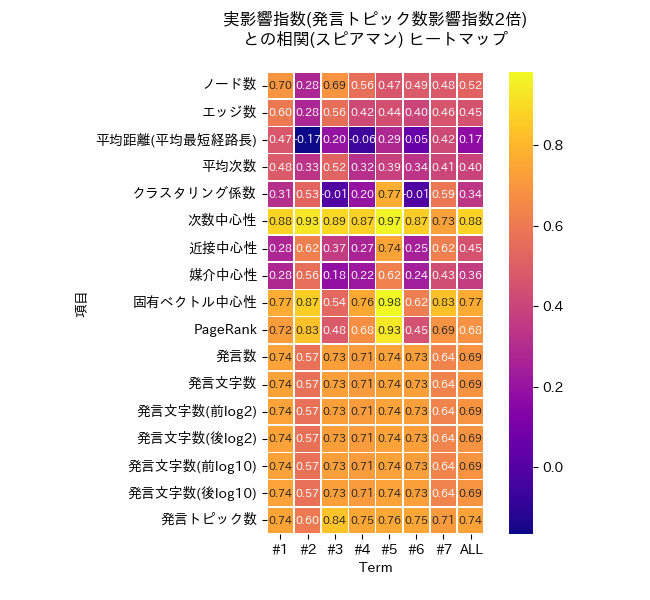 実影響指数(発言トピック数影響指数2倍)
との相関(スピアマン) ヒートマップ
ノード数 0.70 0.28 0.69 0.56 0.47 0.49 0.48 0.52
エッジ数 0.60 0.28 0.56 0.42 0.44 0.40 0.46 0.45
平均距離(平均最短経路長) 0.47 -0.17 0.20 -0.06 0.29 0.05 0.42 0.17
平均次数 0.48 0.33 0.52 0.32 0.39 0.34 0.41 0.40
クラスタリング係数 0.31 0.53 -0.01 0.20 0.77 -0.01 0.59 0.34
次数中心性 0.88 0.93 0.89 0.87 0.97 0.87 0.73 0.88
近接中心性 0.28 0.62 0.37 0.27 0.74 0.25 0.62 0.45
媒介中心性 0.28 0.56 0.18 0.22 0.62 0.24 0.43 0.36
固有ベクトル中心性 0.77 0.87 0.54 0.76 0.98 0.62 0.83 0.77
PageRank 0.72 0.83 0.48 0.68 0.93 0.45 0.69 0.68
発言数 0.74 0.57 0.73 0.71 0.74 0.73 0.64 0.69
発言文字数 0.74 0.57 0.73 0.71 0.74 0.73 0.64 0.69
発言文字数(前log2) 0.74 0.57 0.73 0.71 0.74 0.73 0.64 0.69
発言文字数(後log2) 0.74 0.57 0.73 0.71 0.74 0.73 0.64 0.69
発言文字数(前log10) 0.74 0.57 0.73 0.71 0.74 0.73 0.64 0.69
発言文字数(後log10) 0.74 0.57 0.73 0.71 0.74 0.73 0.64 0.69
発言トピック数 0.74 0.60 0.84 0.75 0.76 0.75 0.71 0.74
#1 #2 #3 #4 #5 #6 #7 ALL
Term
項目
0.8
0.6
0.4
0.2
0.0